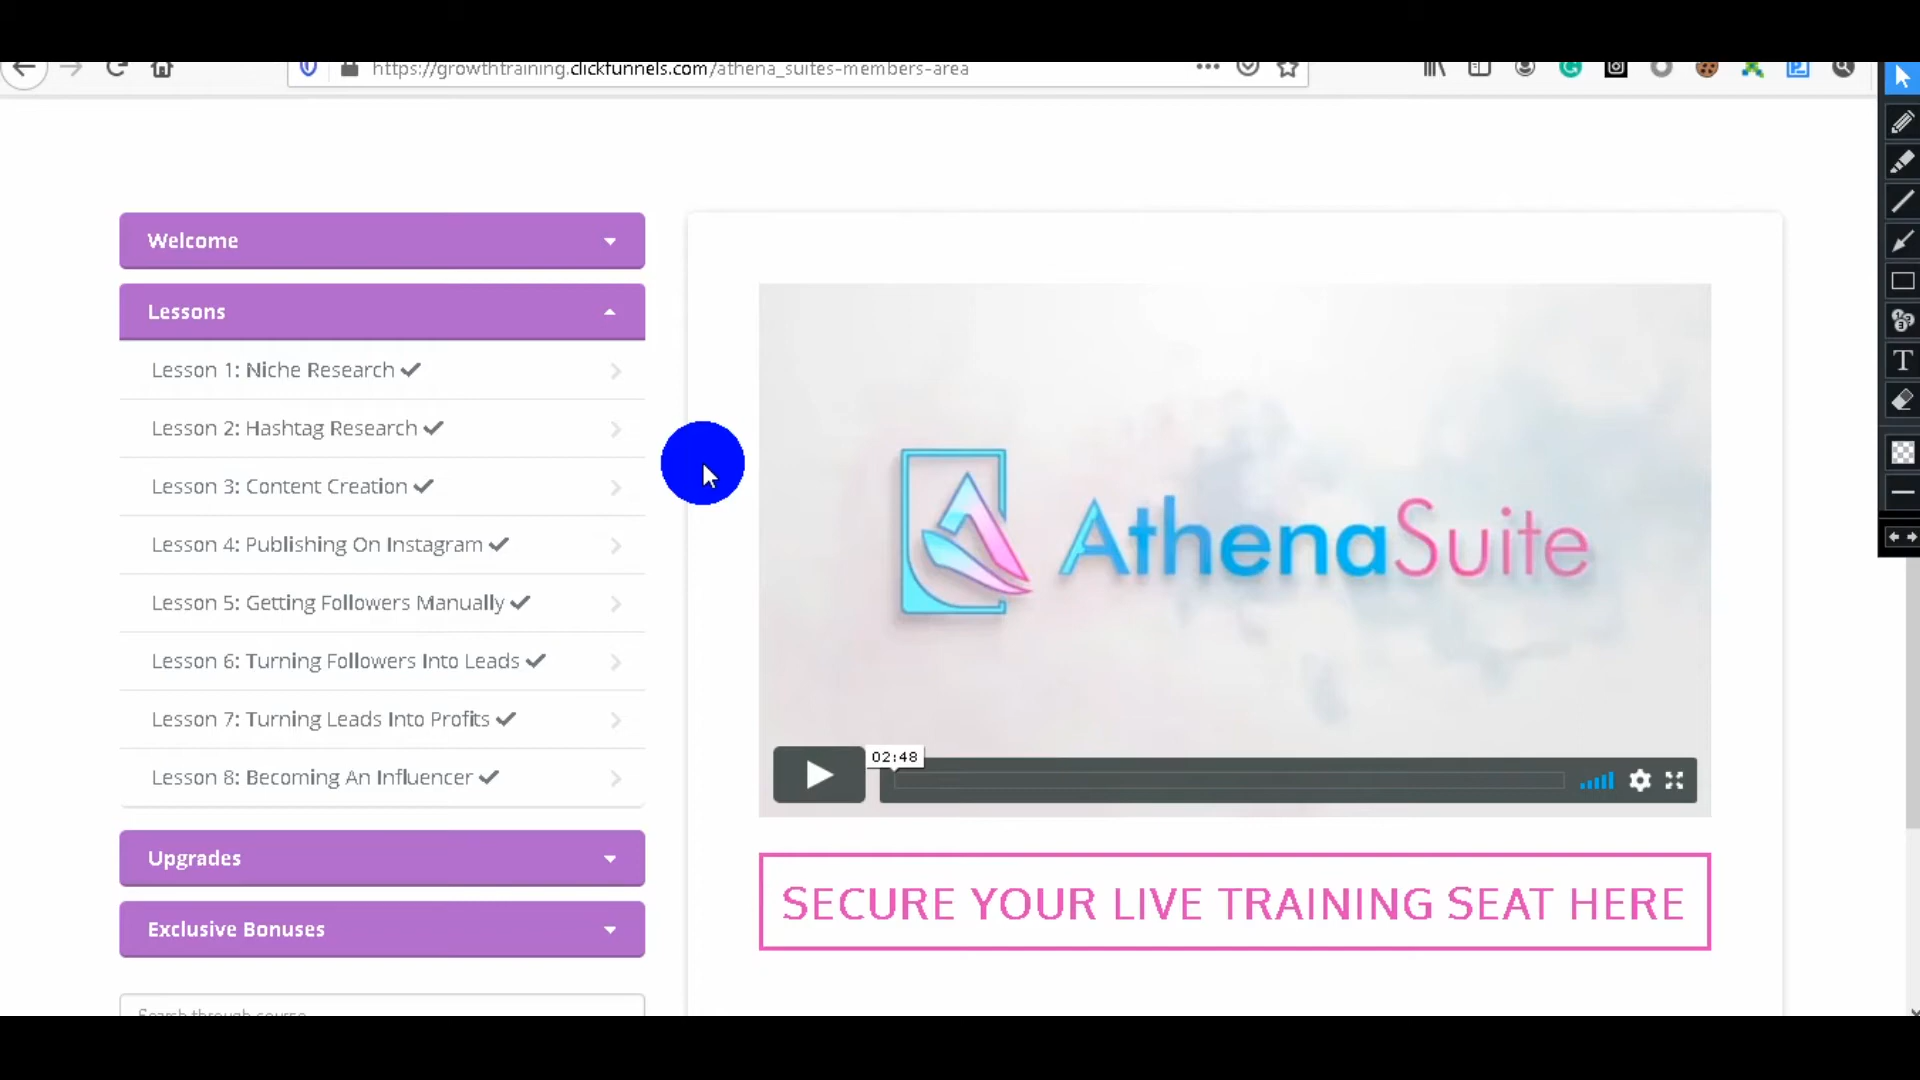 https://growthtraining.clickfunnels.com/athena_suites-members-area
Welcome
Lessons
Lesson 1: Niche Research
Lesson 2: Hashtag Research
Lesson 3: Content Creation
Lesson 4: Publishing On Instagram
Lesson 5: Getting Followers Manually
Lesson 6: Turning Followers Into Leads
Lesson 7: Turning Leads Into Profits
Lesson 8: Becoming An Influencer
Upgrades
Exclusive Bonuses
Search through course
AthenaSuite
02:48
SECURE YOUR LIVE TRAINING SEAT HERE